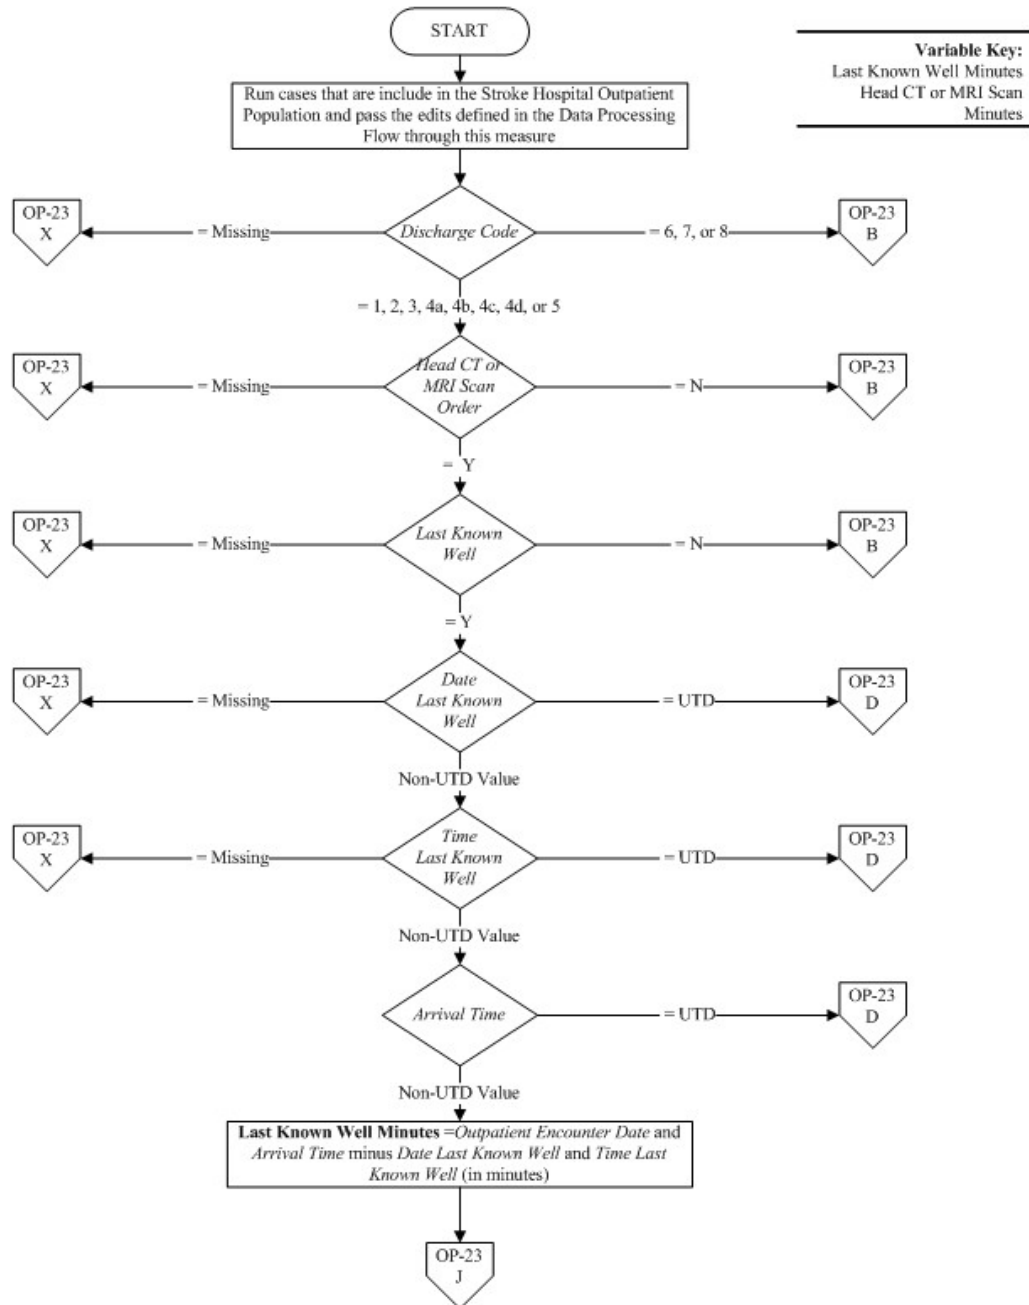 START
Variable Key:
Last Known Well Minutes
Head CT or MRI Scan
Minutes
Run cases that are include in the Stroke Hospital Outpatient
Population and pass the edits defined in the Data Processing
Flow through this measure
OP-23
X
= Missing
Discharge Code
= 6, 7, or 8
OP-23
B
= 1, 2, 3, 4a, 4b, 4c, 4d, or 5
OP-23
X
= Missing
Head CT or
MRI Scan
Order
= N
OP-23
B
= Y
OP-23
X
= Missing
Last Known
Well
= N
OP-23
B
= Y
OP-23
X
= Missing
Date
Last Known
Well
= UTD
OP-23
D
Non-UTD Value
OP-23
X
= Missing
Time
Last Known
Well
= UTD
OP-23
D
Non-UTD Value
Arrival Time
= UTD
OP-23
D
Non-UTD Value
Last Known Well Minutes =Outpatient Encounter Date and
Arrival Time minus Date Last Known Well and Time Last
Known Well (in minutes)
OP-23
J